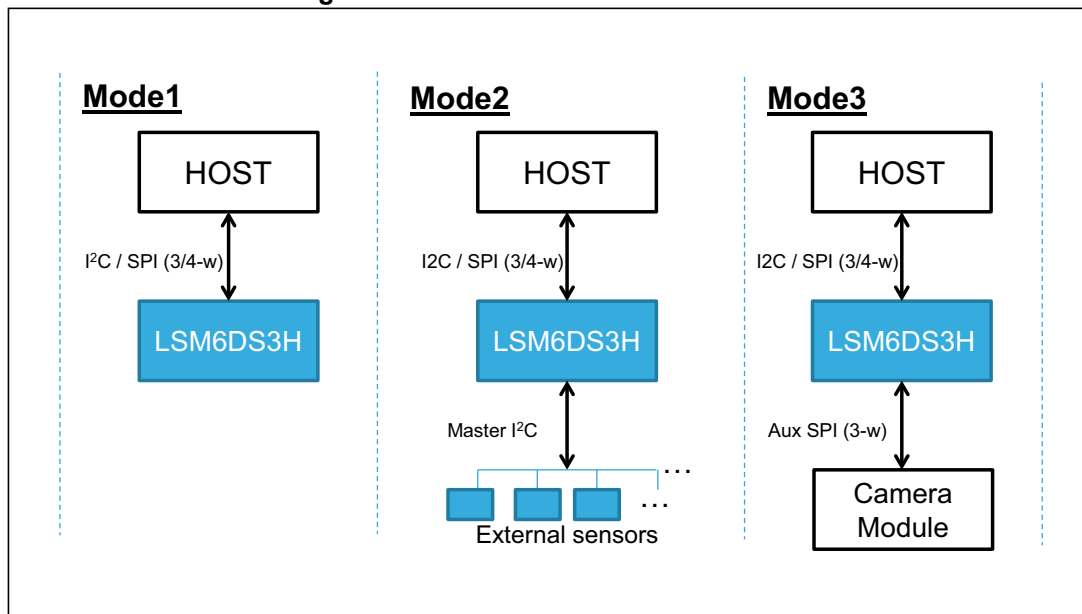 Mode1
HOST
I²C / SPI (3/4-w)
LSM6DS3H
Mode2
HOST
I2C / SPI (3/4-w)
LSM6DS3H
Master I²C
...
...
External sensors
Mode3
HOST
I2C / SPI (3/4-w)
LSM6DS3H
Aux SPI (3-w)
Camera
Module